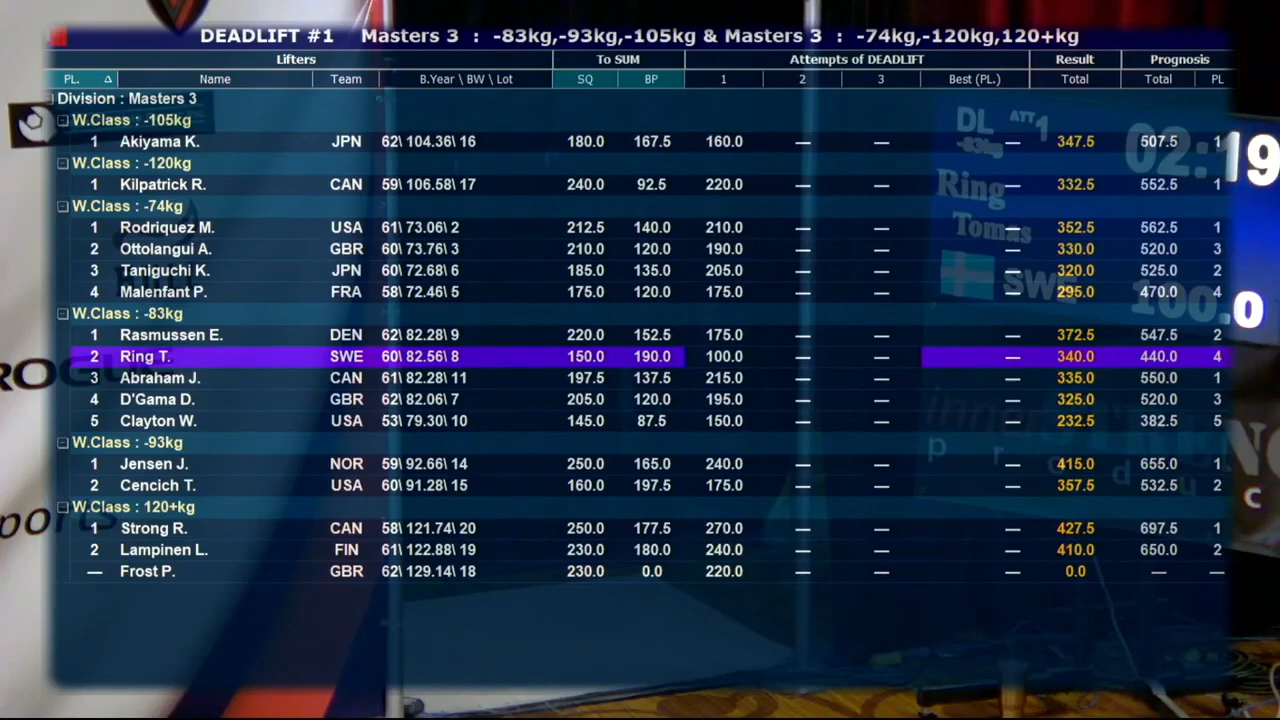 DEADLIFT #1 Masters 3 : -83kg,-93kg,-105kg & Masters 3 : -74kg,-120kg,120+kg
Lifters To SUM Attempts of DEADLIFT Result Prognosis
PL. Name Team B.Year \ BW \ Lot SQ BP 1 2 3 Best (PL.) Total Total PL
Division : Masters 3
W.Class : -105kg
1 Akiyama K. JPN 62\ 104.36\ 16 180.0 167.5 160.0 — — — 347.5 507.5 1
W.Class : -120kg
1 Kilpatrick R. CAN 59\ 106.58\ 17 240.0 92.5 220.0 — — — 332.5 552.5 1
W.Class : -74kg
1 Rodriquez M. USA 61\ 73.06\ 2 212.5 140.0 210.0 — — — 352.5 562.5 1
2 Ottolangui A. GBR 60\ 73.76\ 3 210.0 120.0 190.0 — — — 330.0 520.0 3
3 Taniguchi K. JPN 60\ 72.68\ 6 185.0 135.0 205.0 — — — 320.0 525.0 2
4 Malenfant P. FRA 58\ 72.46\ 5 175.0 120.0 175.0 — — — 295.0 470.0 4
W.Class : -83kg
1 Rasmussen E. DEN 62\ 82.28\ 9 220.0 152.5 175.0 — — — 372.5 547.5 2
2 Ring T. SWE 60\ 82.56\ 8 150.0 190.0 100.0 — — — 340.0 440.0 4
3 Abraham J. CAN 61\ 82.28\ 11 197.5 137.5 215.0 — — — 335.0 550.0 1
4 D'Gama D. GBR 62\ 82.06\ 7 205.0 120.0 195.0 — — — 325.0 520.0 3
5 Clayton W. USA 53\ 79.30\ 10 145.0 87.5 150.0 — — — 232.5 382.5 5
W.Class : -93kg
1 Jensen J. NOR 59\ 92.66\ 14 250.0 165.0 240.0 — — — 415.0 655.0 1
2 Cencich T. USA 60\ 91.28\ 15 160.0 197.5 175.0 — — — 357.5 532.5 2
W.Class : 120+kg
1 Strong R. CAN 58\ 121.74\ 20 250.0 177.5 270.0 — — — 427.5 697.5 1
2 Lampinen L. FIN 61\ 122.88\ 19 230.0 180.0 240.0 — — — 410.0 650.0 2
— Frost P. GBR 62\ 129.14\ 18 230.0 0.0 220.0 — — — 0.0 — —
DL ATT 1
-83kg
02:19
Ring
Tomas
SWE
100.0
ROGUE